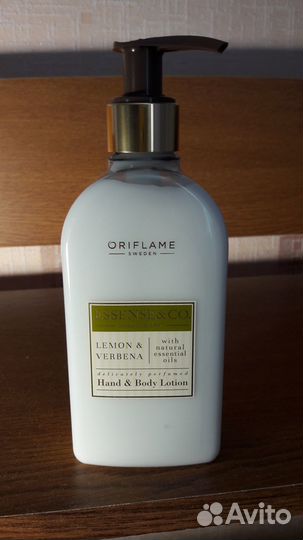 ORIFLAME
SWEDEN
ESSENSE&CO.
LEMON & VERBENA
with natural essential oils
delicately perfumed
Hand & Body Lotion
Avito